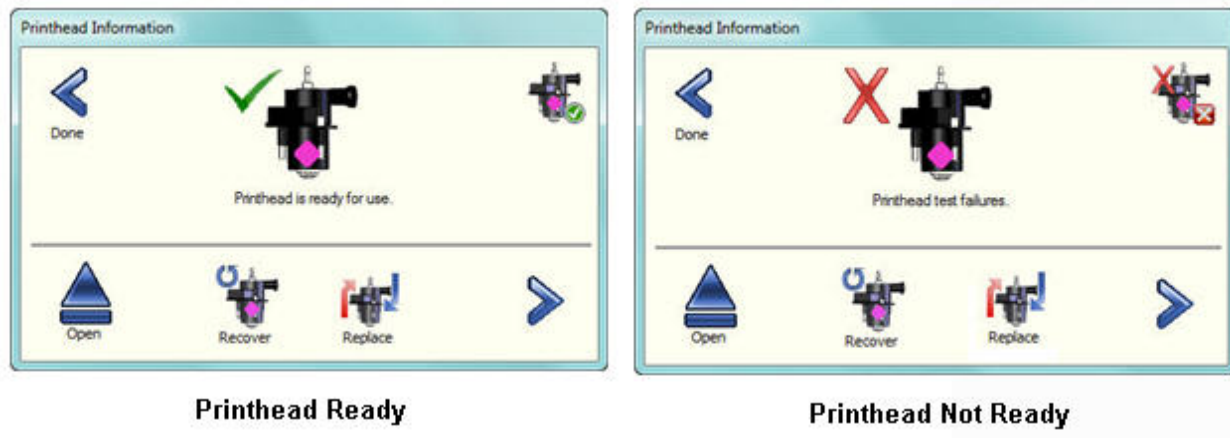 Printhead Information
Done
Printhead is ready for use.
Open
Recover
Replace
Printhead Ready
Printhead Information
Done
Printhead test failures.
Open
Recover
Replace
Printhead Not Ready